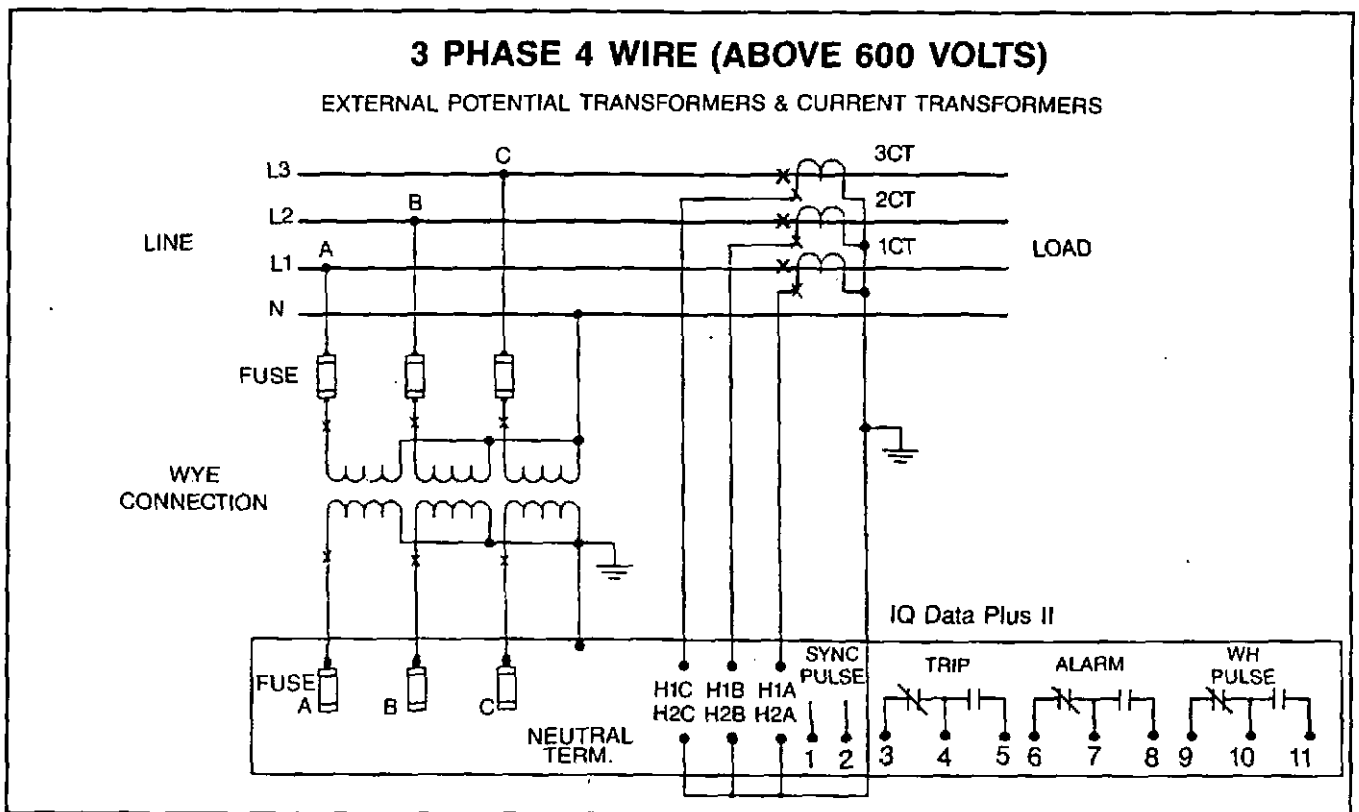 3 PHASE 4 WIRE (ABOVE 600 VOLTS)
EXTERNAL POTENTIAL TRANSFORMERS & CURRENT TRANSFORMERS
C
3CT
L3
B
2CT
L2
LINE
A
1CT
LOAD
L1
N
FUSE
WYE
CONNECTION
IQ Data Plus II
FUSE
A
B
C
NEUTRAL
TERM.
H1C H1B H1A
H2C H2B H2A
SYNC
PULSE
1 2
TRIP
3 4 5
ALARM
6 7 8
WH
PULSE
9 10 11